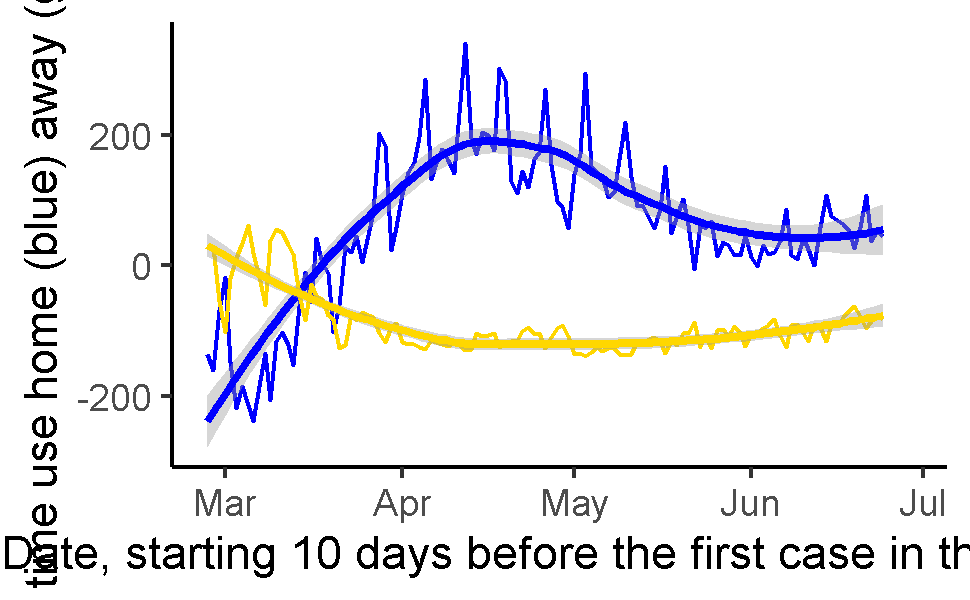 time use home (blue) away (
200
0
-200
Mar Apr May Jun Jul
Date, starting 10 days before the first case in